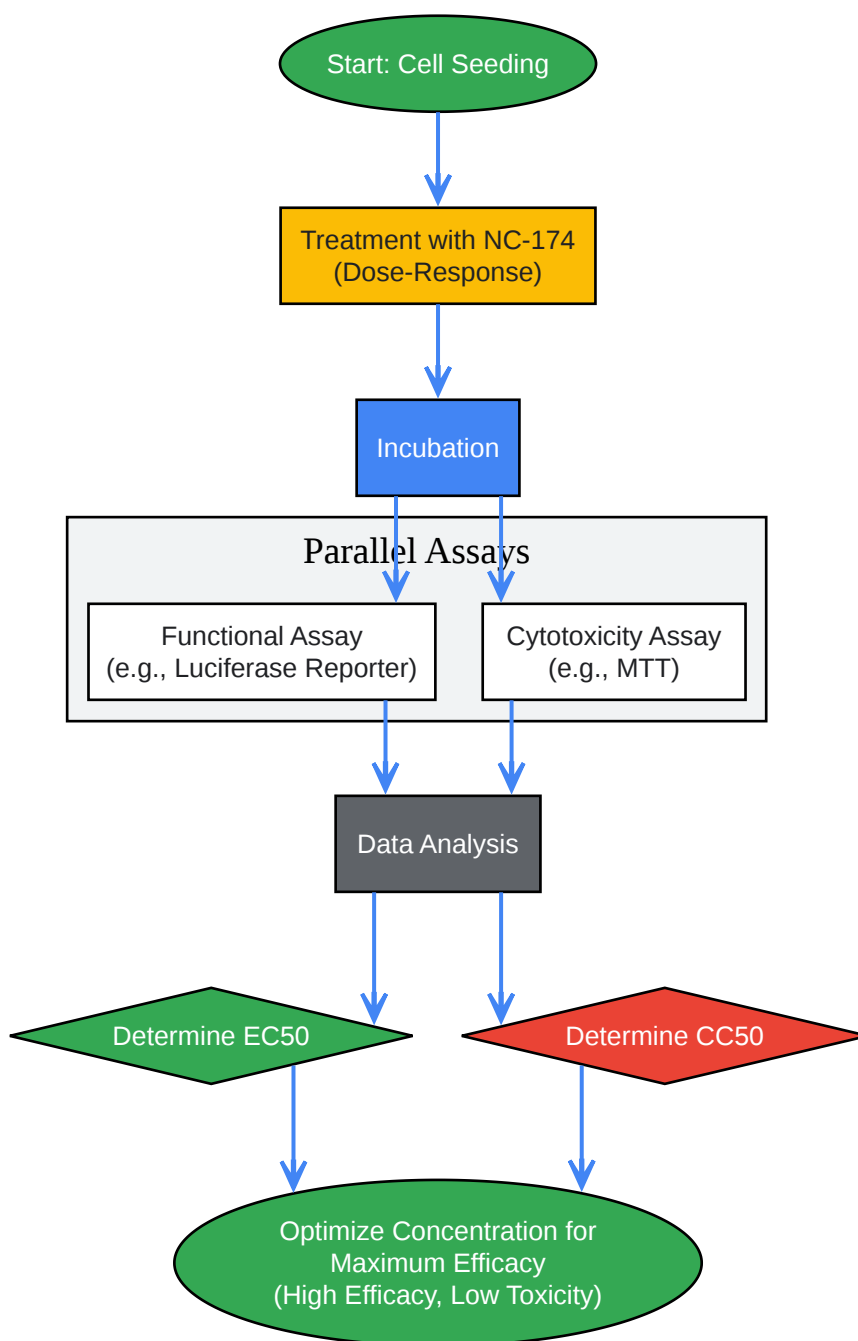 Start: Cell Seeding
Treatment with NC-174
(Dose-Response)
Incubation
Parallel Assays
Functional Assay
(e.g., Luciferase Reporter)
Cytotoxicity Assay
(e.g., MTT)
Data Analysis
Determine EC50
Determine CC50
Optimize Concentration for
Maximum Efficacy
(High Efficacy, Low Toxicity)